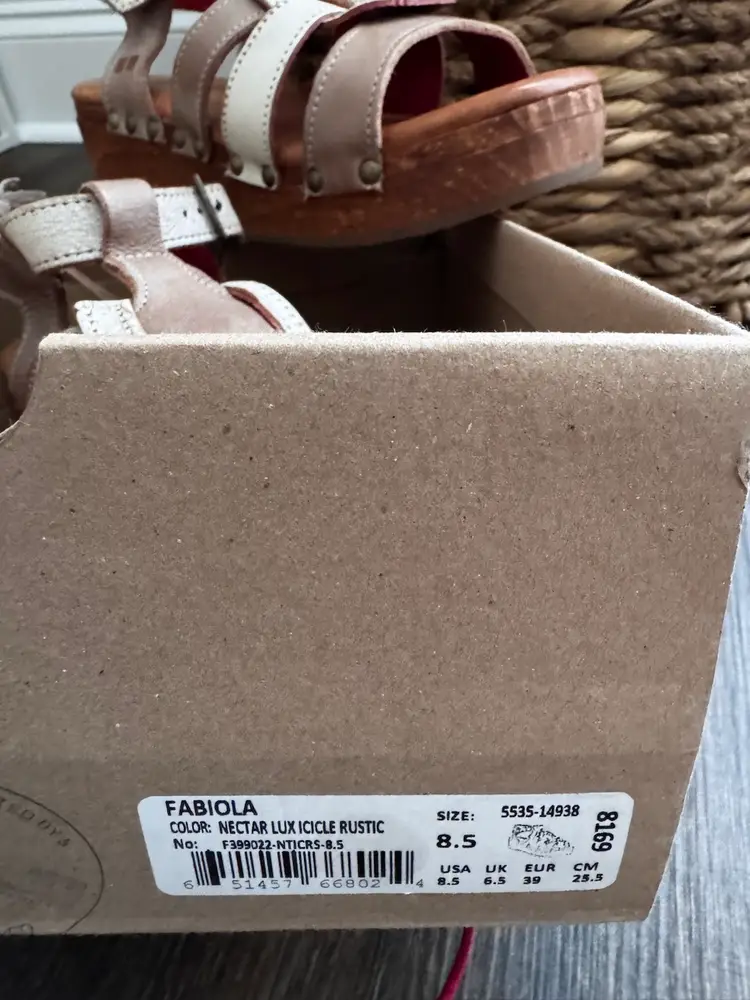 FABIOLA
COLOR: NECTAR LUX ICICLE RUSTIC
No: F399022-NTICRS-8.5
6 51457 66802 4
SIZE: 5535-14938
8.5
USA UK EUR CM
8.5 6.5 39 25.5
8169